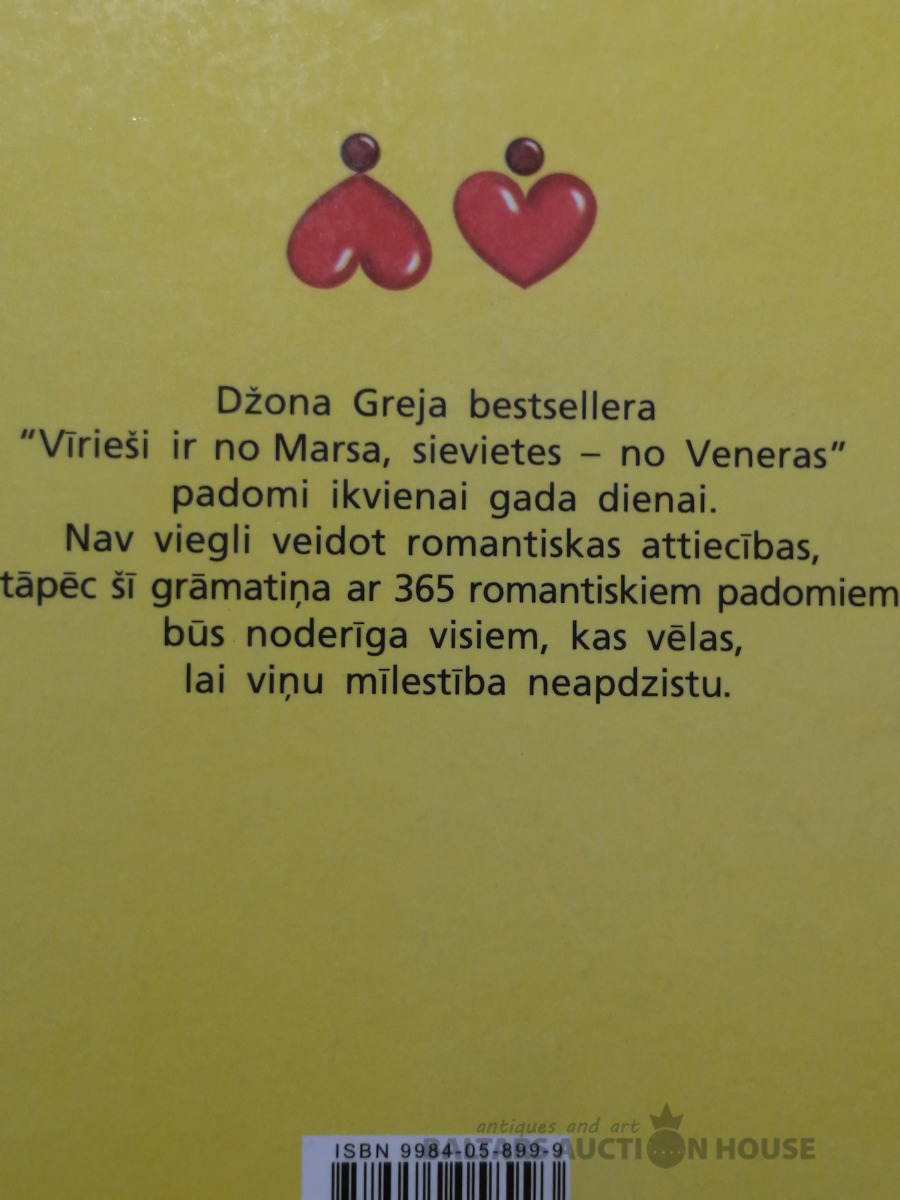 Džona Greja bestsellera
“Vīrieši ir no Marsa, sievietes – no Veneras”
padomi ikvienai gada dienai.
Nav viegli veidot romantiskas attiecības,
tāpēc šī grāmatiņa ar 365 romantiskiem padomiem
būs noderīga visiem, kas vēlas,
lai viņu mīlestība neapdzistu.
antiques and art
BALTARS AUCTION HOUSE
ISBN 9984-05-899-9